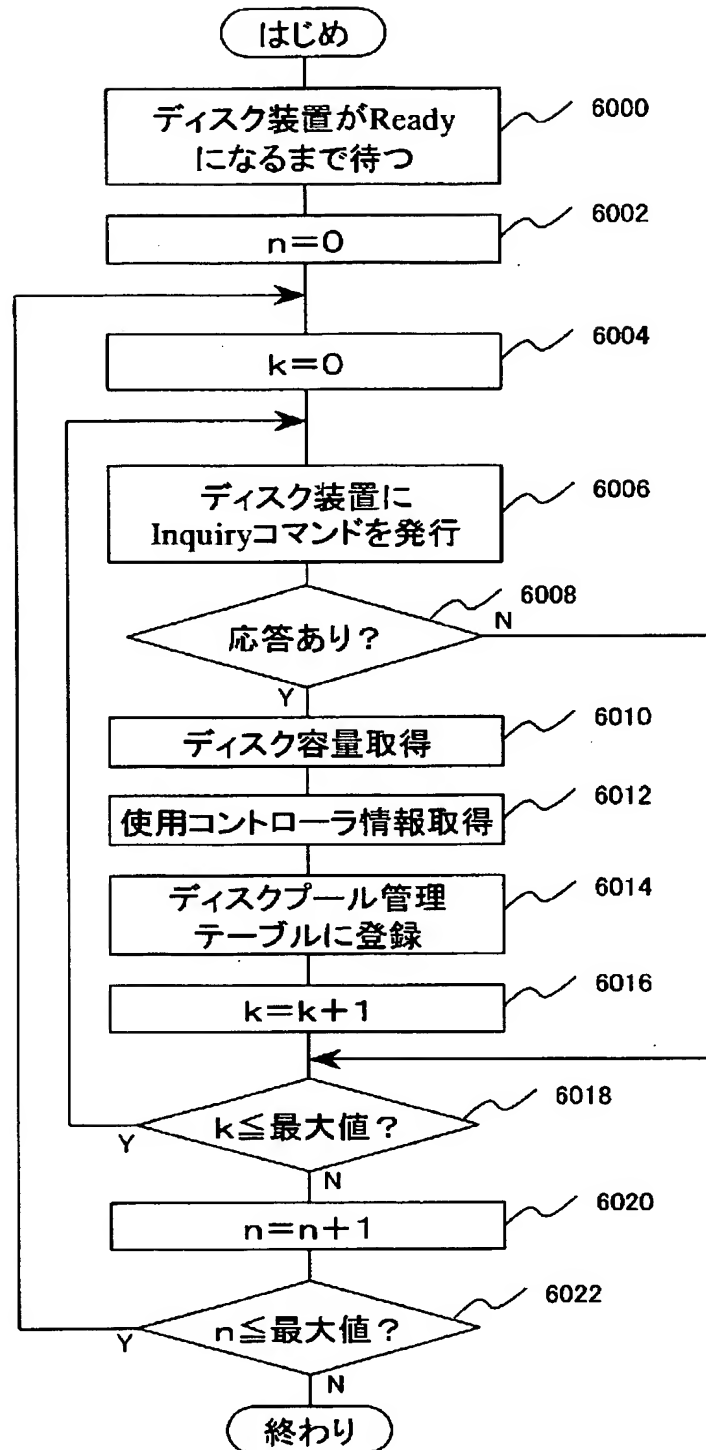 はじめ
ディスク装置がReady
になるまで待つ
6000
n=0
6002
k=0
6004
ディスク装置に
Inquiryコマンドを発行
6006
応答あり?
6008
N
Y
ディスク容量取得
6010
使用コントローラ情報取得
6012
ディスクプール管理
テーブルに登録
6014
k=k+1
6016
k≦最大値?
6018
Y
N
n=n+1
6020
n≦最大値?
6022
Y
N
終わり